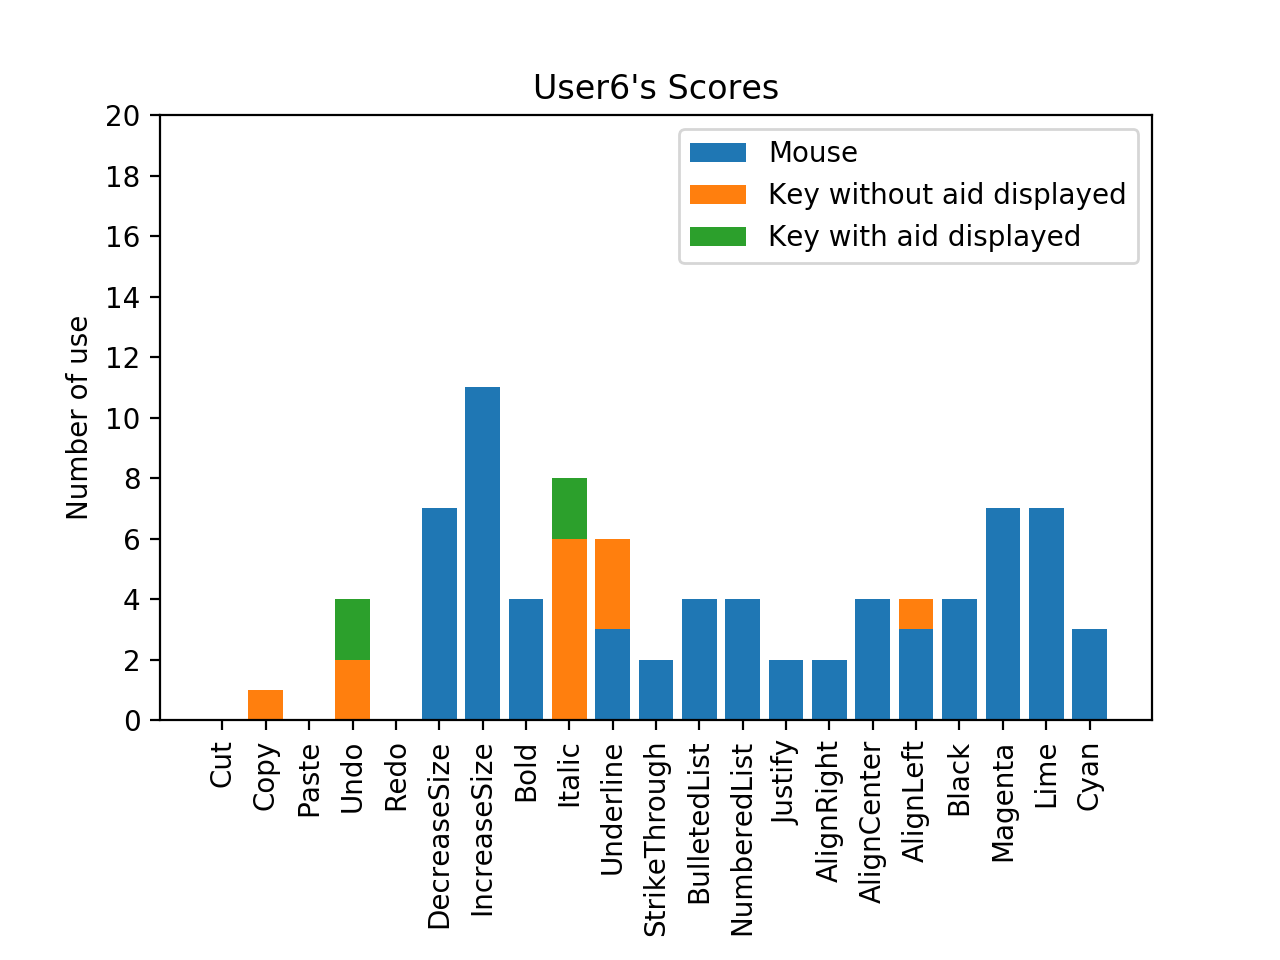 User6's Scores
Mouse
Key without aid displayed
Key with aid displayed
Number of use
20
18
16
14
12
10
8
6
4
2
0
Cut
Copy
Paste
Undo
Redo
DecreaseSize
IncreaseSize
Bold
Italic
Underline
StrikeThrough
BulletedList
NumberedList
Justify
AlignRight
AlignCenter
AlignLeft
Black
Magenta
Lime
Cyan